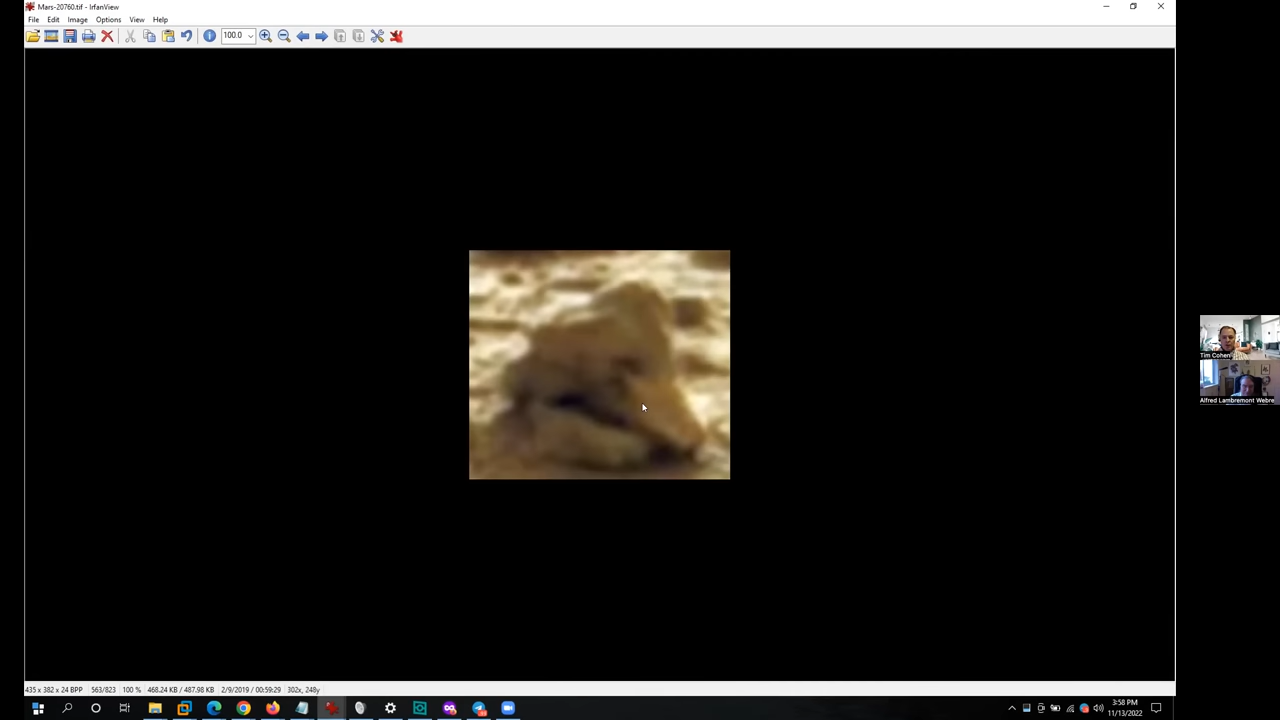 Mars-20760.tif - IrfanView
File Edit Image Options View Help
100.0
Tim Cohen
Alfred Lambremont Webre
435 x 382 x 24 BPP 563/823 100 % 468.24 KB / 487.98 KB 2/9/2019 / 00:59:29 302x, 248y
3:58 PM
11/13/2022